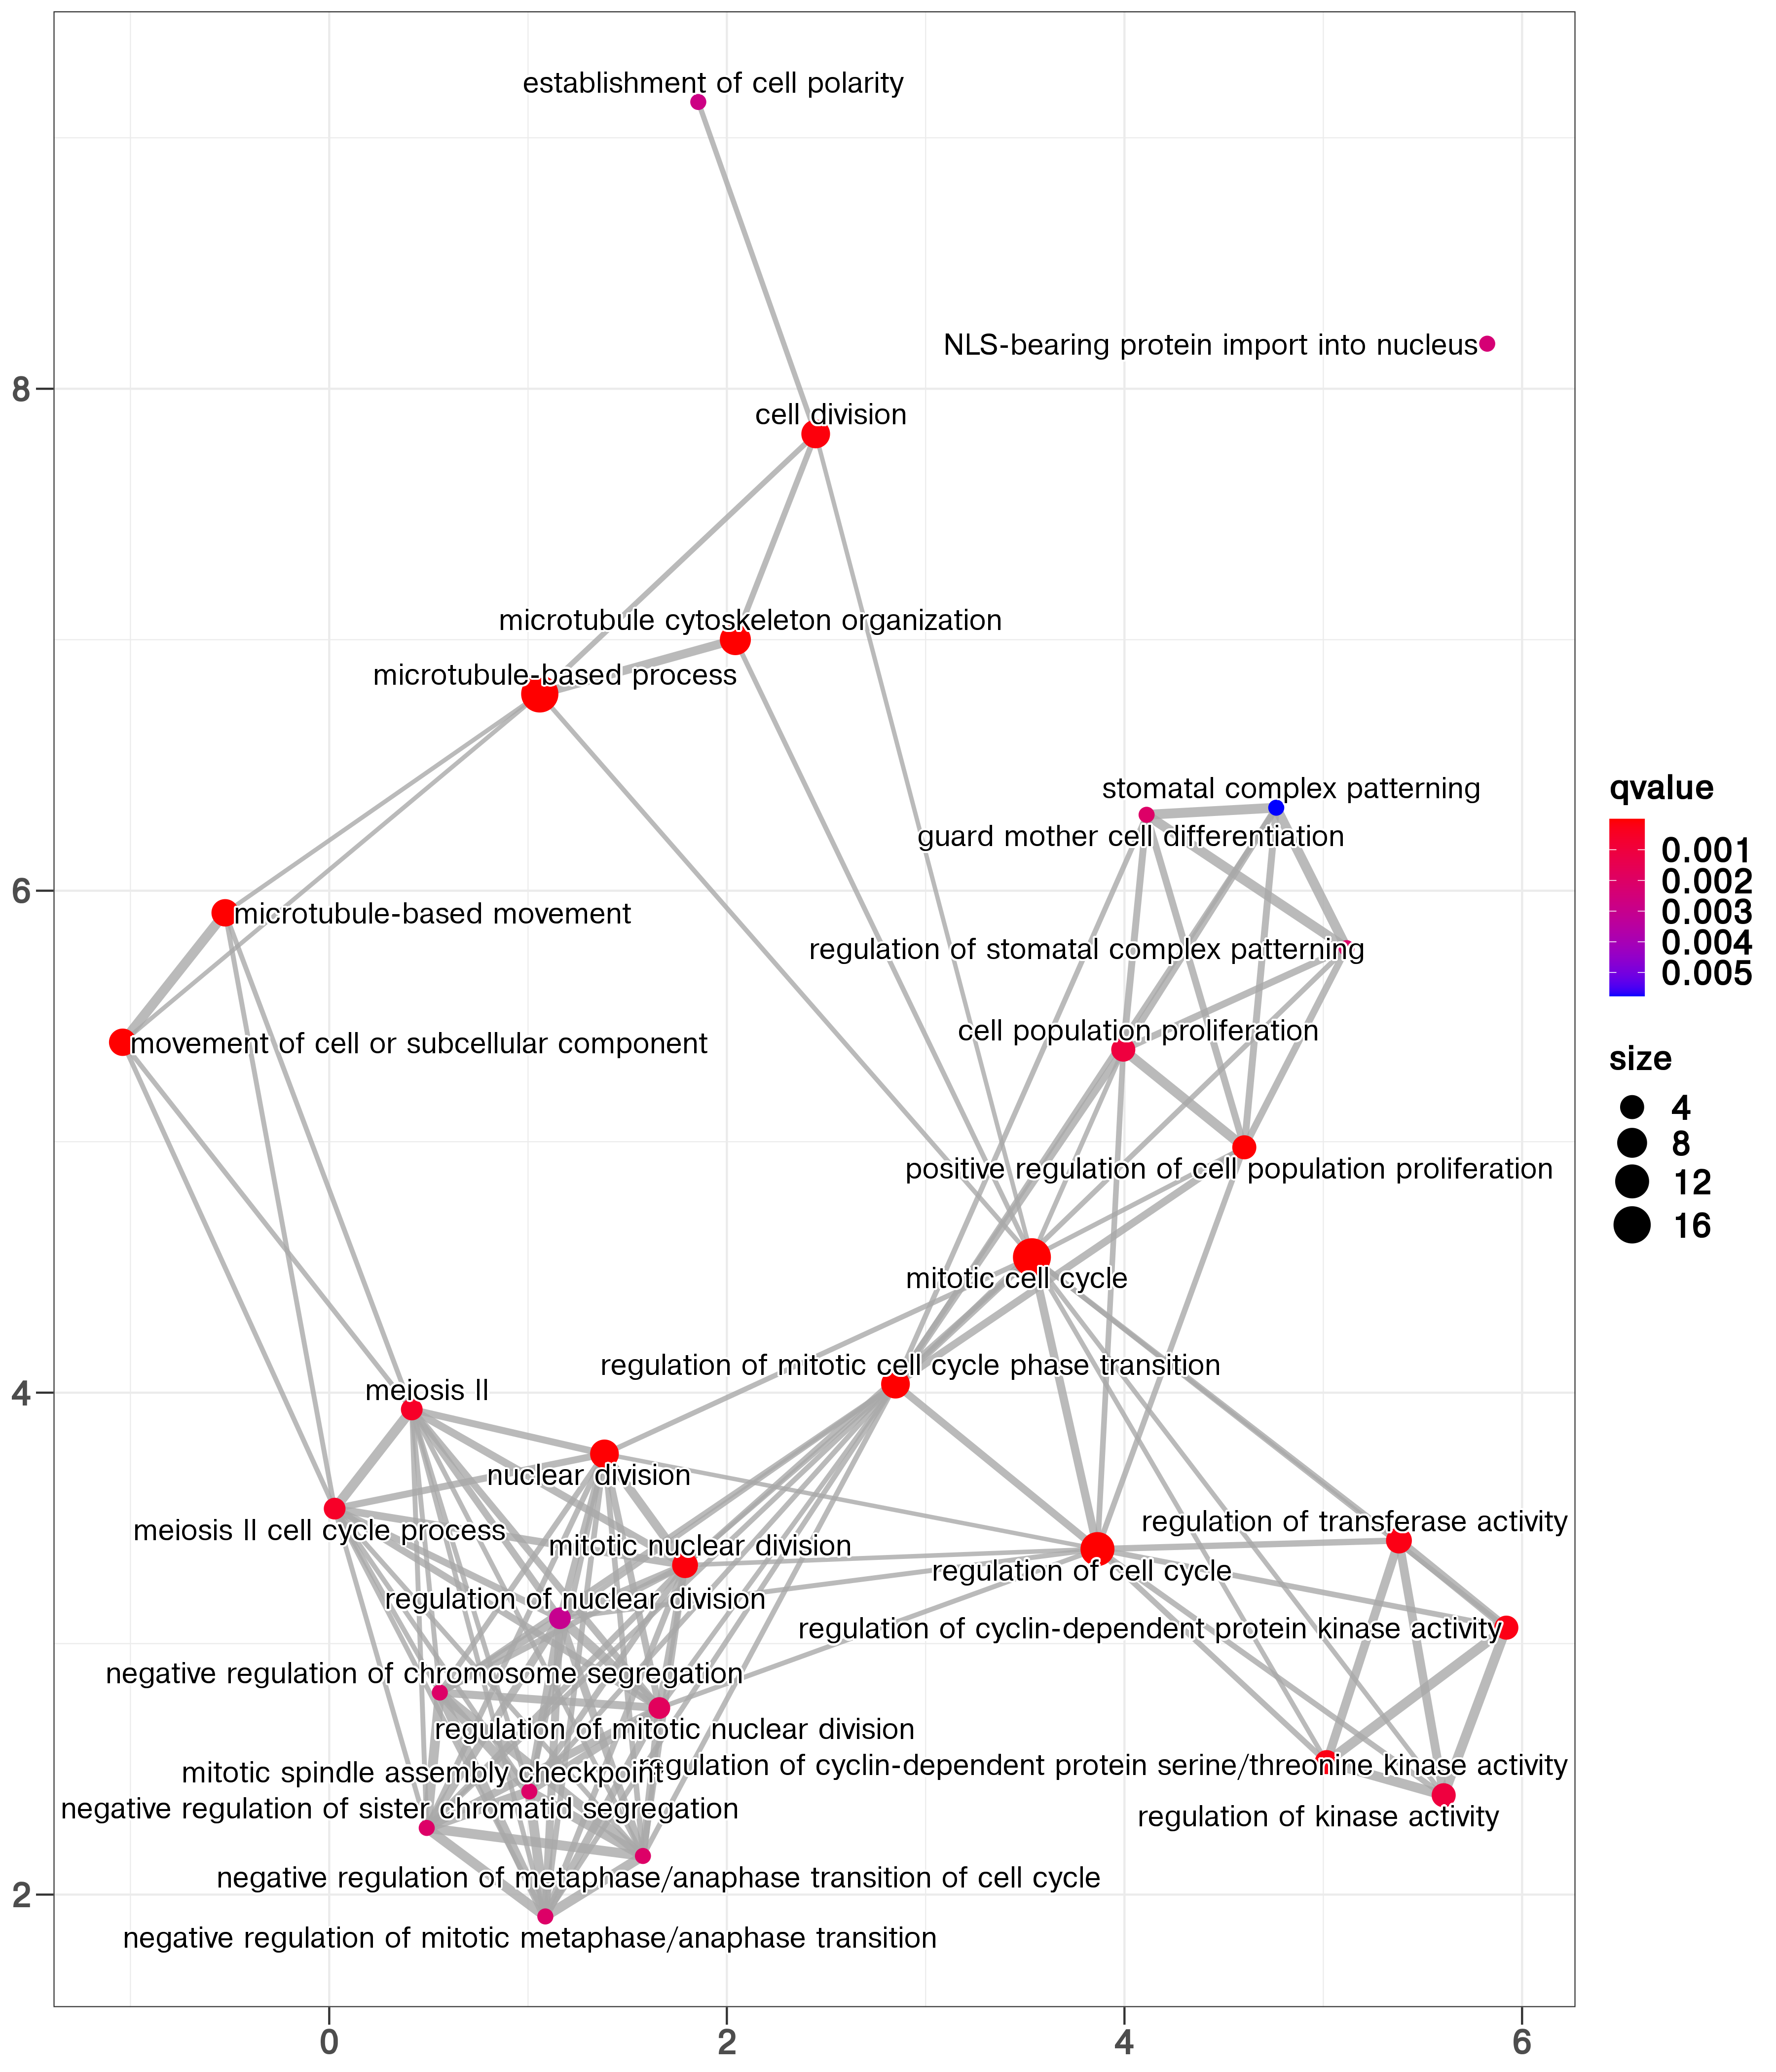 establishment of cell polarity
NLS-bearing protein import into nucleus
8
cell division
microtubule cytoskeleton organization
microtubule-based process
stomatal complex patterning
guard mother cell differentiation
6
microtubule-based movement
regulation of stomatal complex patterning
movement of cell or subcellular component
cell population proliferation
positive regulation of cell population proliferation
mitotic cell cycle
regulation of mitotic cell cycle phase transition
4
meiosis II
nuclear division
meiosis II cell cycle process
regulation of transferase activity
mitotic nuclear division
regulation of cell cycle
regulation of nuclear division
regulation of cyclin-dependent protein kinase activity
negative regulation of chromosome segregation
regulation of mitotic nuclear division
mitotic spindle assembly checkpoint
regulation of cyclin-dependent protein serine/threonine kinase activity
negative regulation of sister chromatid segregation
regulation of kinase activity
negative regulation of metaphase/anaphase transition of cell cycle
2
negative regulation of mitotic metaphase/anaphase transition
0 2 4 6
qvalue
0.001
0.002
0.003
0.004
0.005
size
4
8
12
16